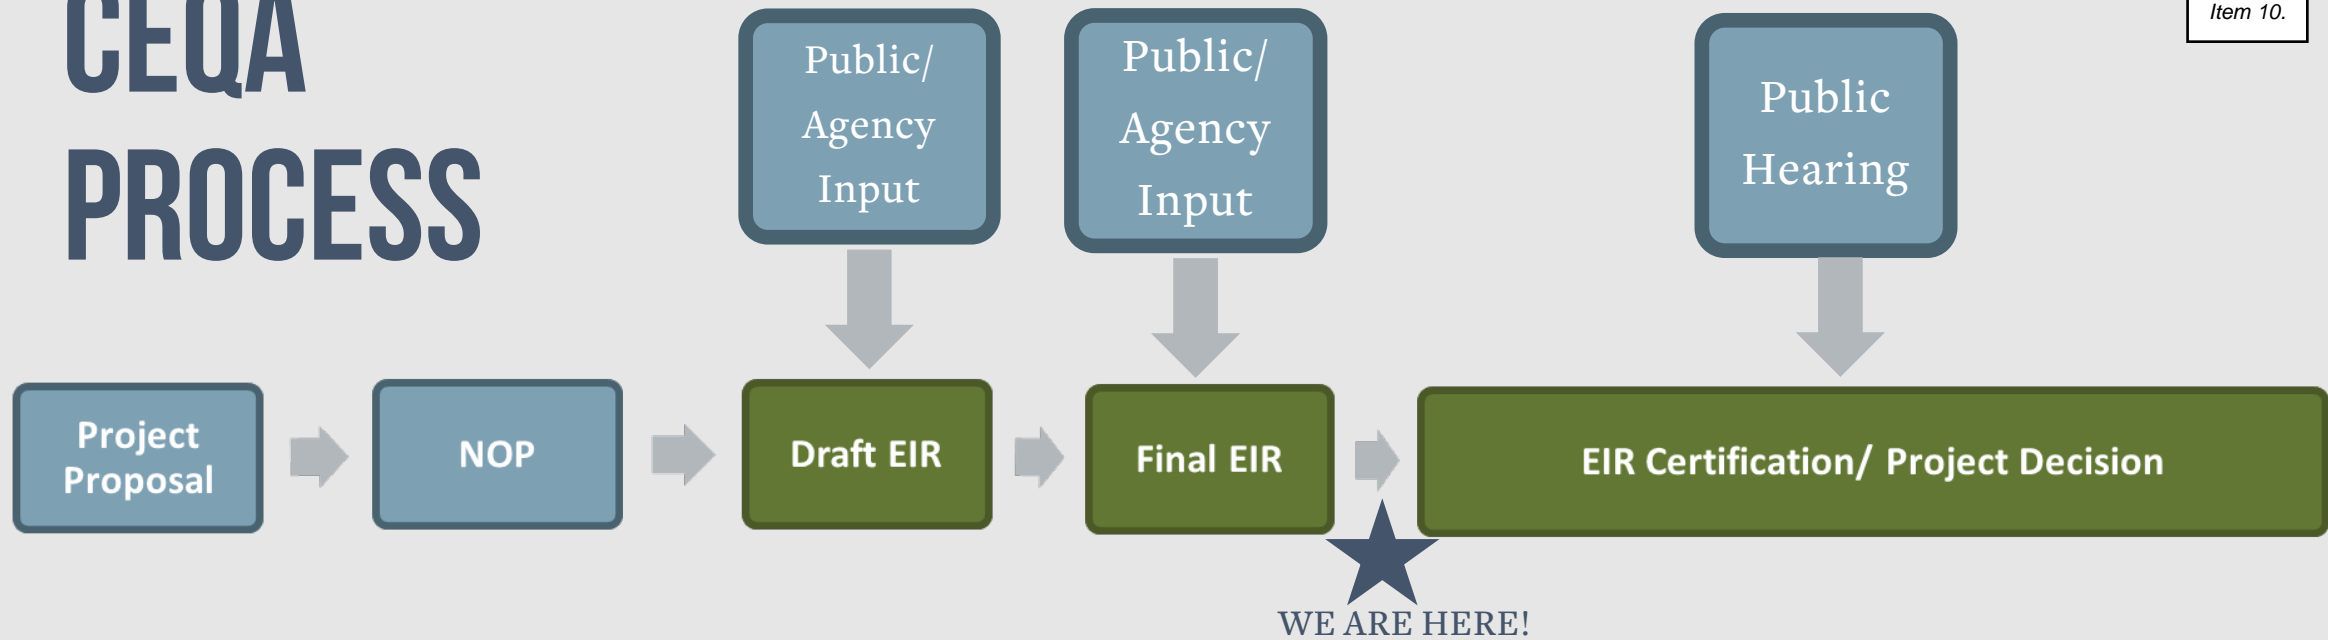 CEQA
PROCESS
Item 10.
Public/
Agency
Input
Public/
Agency
Input
Public
Hearing
Project
Proposal
NOP
Draft EIR
Final EIR
EIR Certification/ Project Decision
WE ARE HERE!